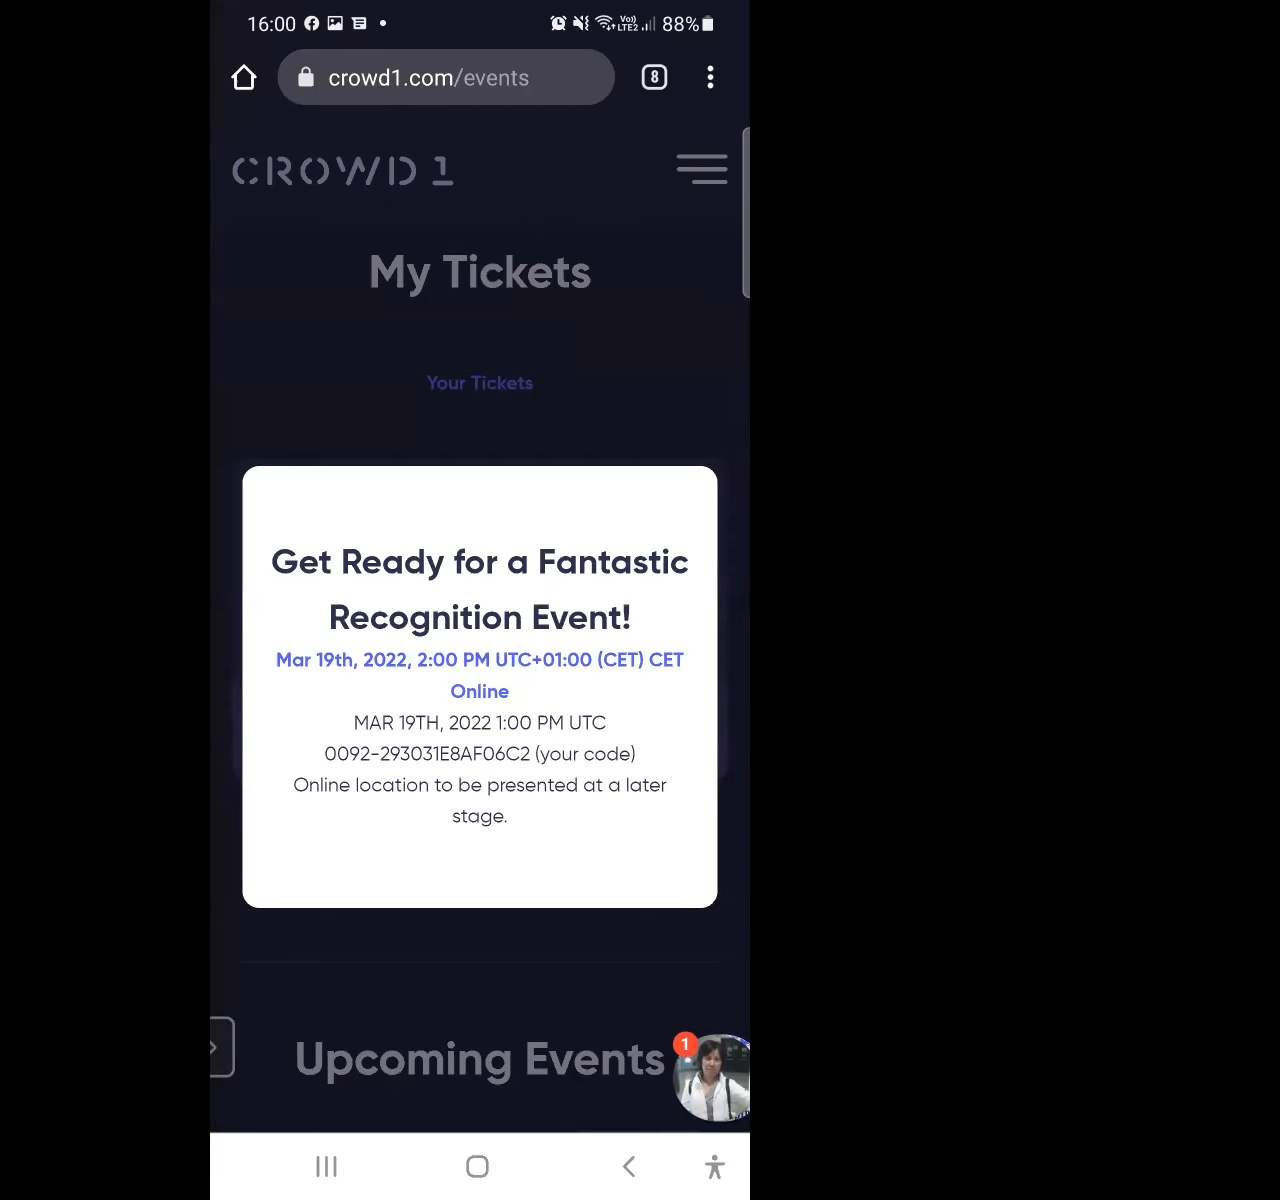 16:00 Vo)) LTE2 88%
crowd1.com/events 8
CROWD 1
My Tickets
Your Tickets
Get Ready for a Fantastic
Recognition Event!
Mar 19th, 2022, 2:00 PM UTC+01:00 (CET) CET
Online
MAR 19TH, 2022 1:00 PM UTC
0092-293031E8AF06C2 (your code)
Online location to be presented at a later
stage.
1
Upcoming Events